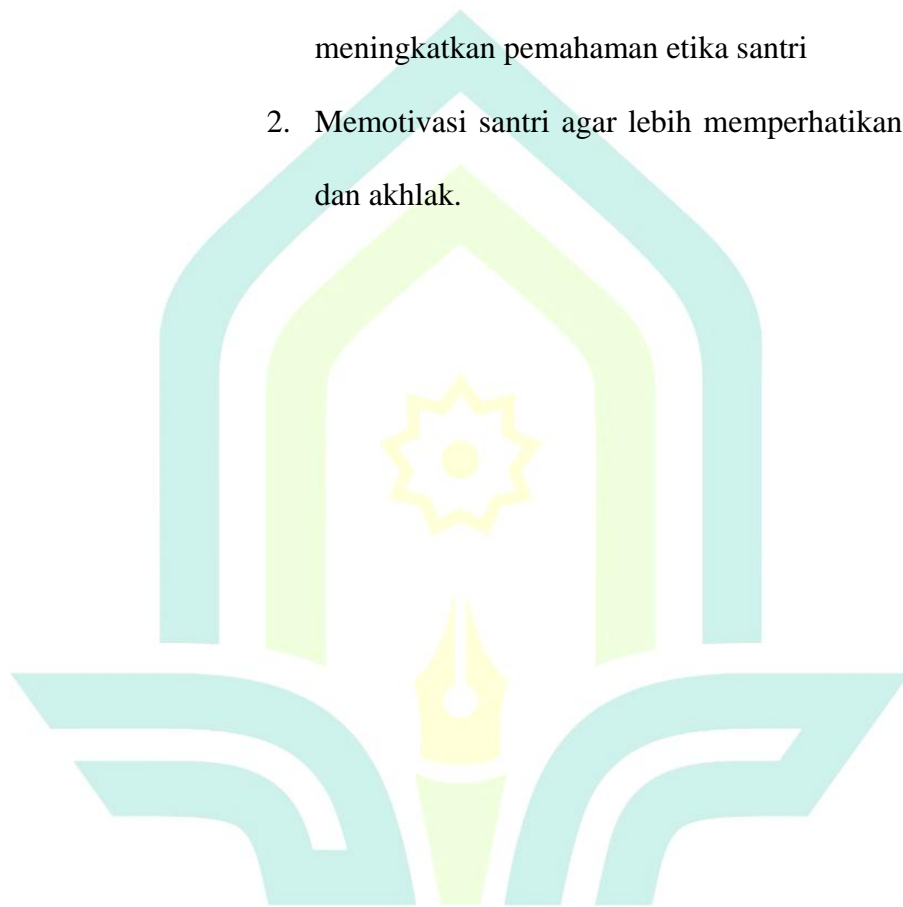 meningkatkan pemahaman etika santri
2. Memotivasi santri agar lebih memperhatikan
dan akhlak.